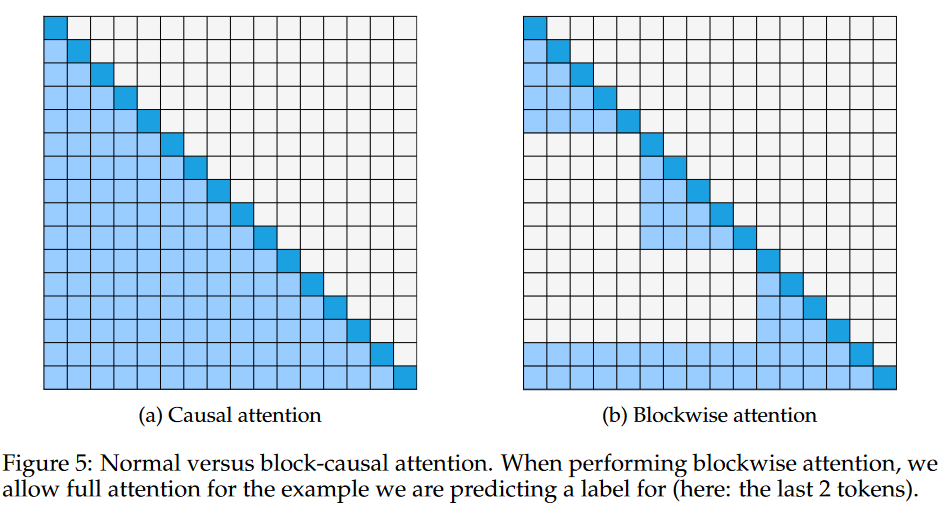 (a) Causal attention
(b) Blockwise attention
Figure 5: Normal versus block-causal attention. When performing blockwise attention, we
allow full attention for the example we are predicting a label for (here: the last 2 tokens).